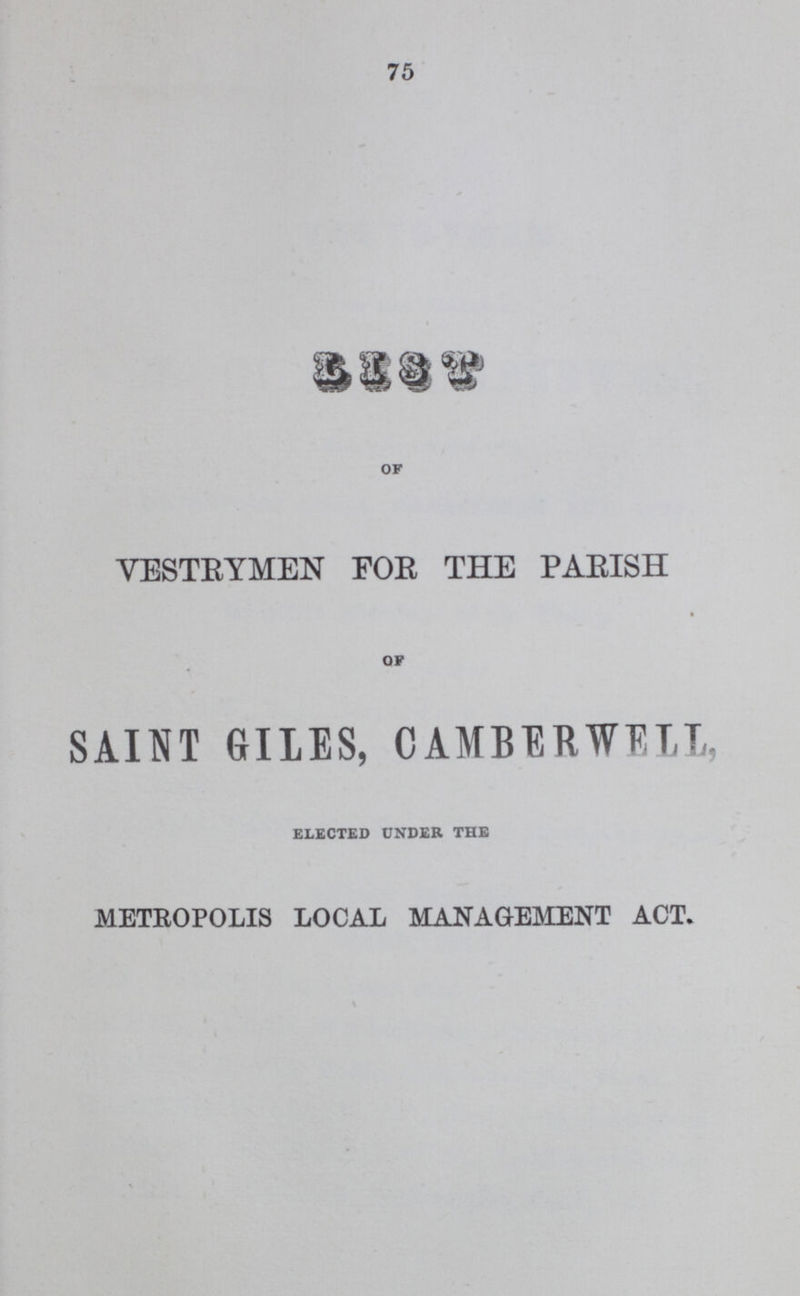 75
LIST
OF
VESTRYMEN FOR THE PARISH
OF
SAINT GILES, CAMBERWELL,
ELECTED UNDER THE
METROPOLIS LOCAL MANAGEMENT ACT.